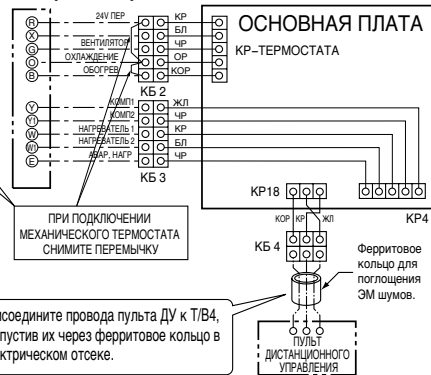 24V ПЕР
КР
ОСНОВНАЯ ПЛАТА
R
X
БЛ
G
ВЕНТИЛЯТОР
ЧР
КР-ТЕРМОСТАТА
O
ОХЛАЖДЕНИЕ
ОР
B
ОБОГРЕВ
КОР
КБ 2
Y
КОМП1
ЖЛ
Y1
КОМП2
ЧР
W
НАГРЕВАТЕЛЬ 1
КР
W1
НАГРЕВАТЕЛЬ 2
БЛ
E
АВАР, НАГР
ЧР
КБ 3
КР18
КР4
ПРИ ПОДКЛЮЧЕНИИ
МЕХАНИЧЕСКОГО ТЕРМОСТАТА
СНИМИТЕ ПЕРЕМЫЧКУ
КОР
КР
ЖЛ
КБ 4
Ферритовое
кольцо для
поглощения
ЭМ шумов.
соедините провода пульта ДУ к Т/В4,
пустив их через ферритовое кольцо в
ктрическом отсеке.
ПУЛЬТ
ДИСТАНЦИОННОГО
УПРАВЛЕНИЯ